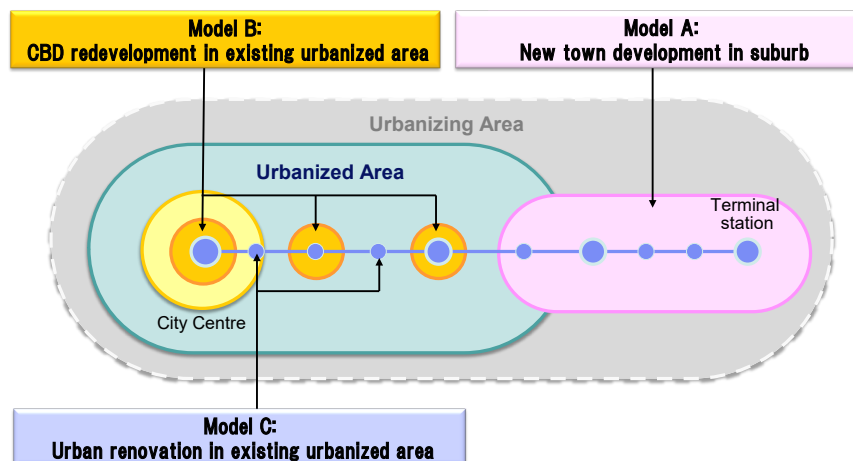 Model B:
CBD redevelopment in existing urbanized area
Model A:
New town development in suburb
Urbanizing Area
Urbanized Area
Terminal
station
City Centre
Model C:
Urban renovation in existing urbanized area